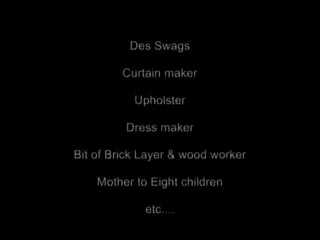 Des Swags
Curtain maker
Upholster
Dress maker
Bit of Brick Layer & wood worker
Mother to Eight children
etc....